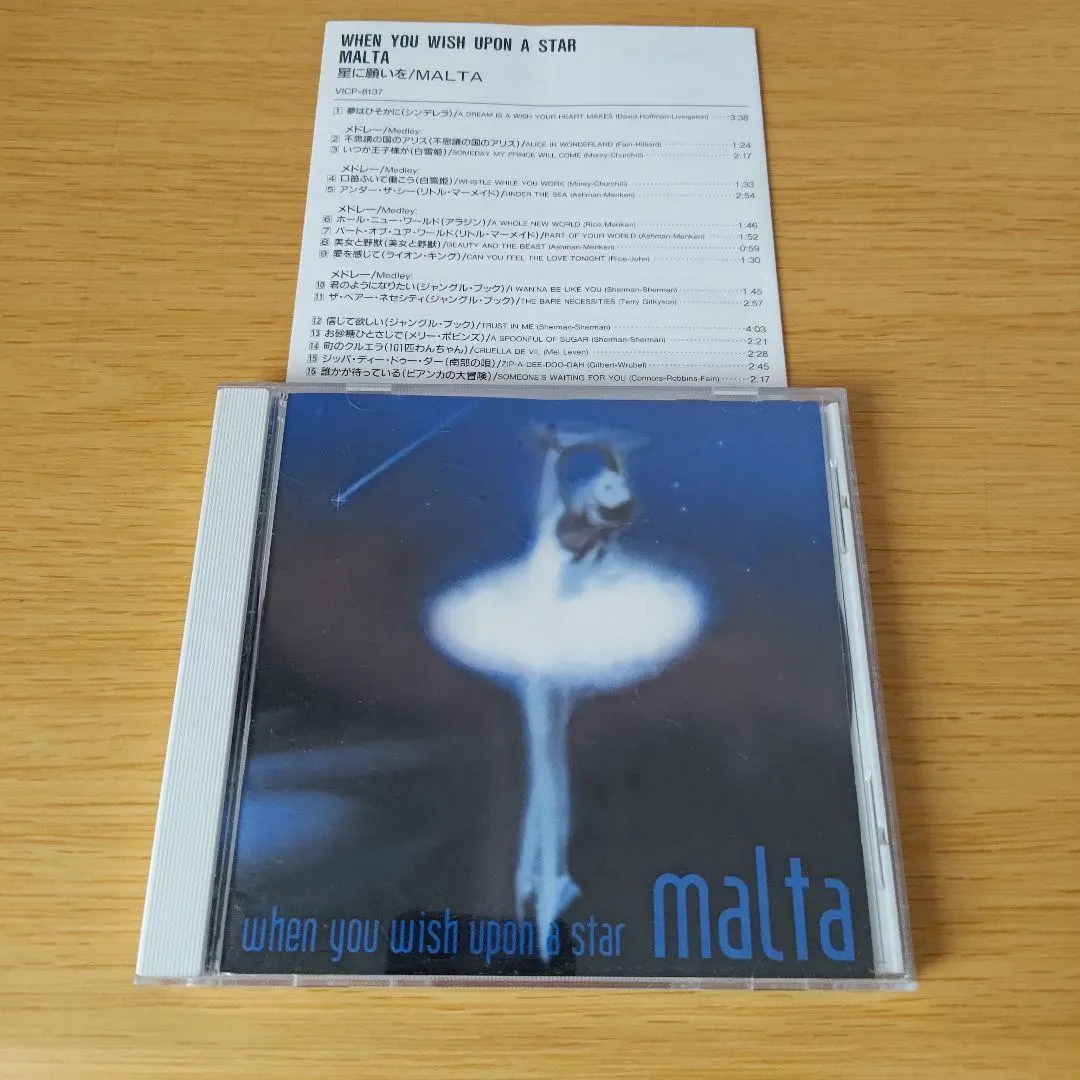 WHEN YOU WISH UPON A STAR
MALTA
星に願いを/MALTA
VICP-8137
1 夢はひそかに(シンデレラ)/A DREAM IS A WISH YOUR HEART MAKES (David-Hoffman-Livingston) ‥‥3:38
メドレー/Medley:
2 不思議の国のアリス(不思議の国のアリス)/ALICE IN WONDERLAND (Fain-Hilliard) ‥‥1:24
3 いつか王子様が(白雪姫)/SOMEDAY MY PRINCE WILL COME (Morey-Churchill) ‥‥2:17
メドレー/Medley:
4 口笛ふいて働こう(白雪姫)/WHISTLE WHILE YOU WORK (Morey-Churchill) ‥‥1:33
5 アンダー・ザ・シー(リトル・マーメイド)/UNDER THE SEA (Ashman-Menken) ‥‥2:54
メドレー/Medley:
6 ホール・ニュー・ワールド(アラジン)/A WHOLE NEW WORLD (Rice-Menken) ‥‥1:46
7 パート・オブ・ユア・ワールド(リトル・マーメイド)/PART OF YOUR WORLD (Ashman-Menken) ‥‥1:52
8 美女と野獣(美女と野獣)/BEAUTY AND THE BEAST (Ashman-Menken) ‥‥0:59
9 愛を感じて(ライオン・キング)/CAN YOU FEEL THE LOVE TONIGHT (Rice-John) ‥‥1:30
メドレー/Medley:
10 君のようになりたい(ジャングル・ブック)/I WANNA BE LIKE YOU (Sherman-Sherman) ‥‥1:45
11 ザ・ベアー・ネセシティ(ジャングル・ブック)/THE BARE NECESSITIES (Terry Gilkyson) ‥‥2:57
12 信じて欲しい(ジャングル・ブック)/TRUST IN ME (Sherman-Sherman) ‥‥4:03
13 お砂糖ひとさじで(メリー・ポピンズ)/A SPOONFUL OF SUGAR (Sherman-Sherman) ‥‥2:21
14 町のクルエラ(101匹わんちゃん)/CRUELLA DE VIL (Mel Leven) ‥‥2:28
15 ジッパ・ディー・ドゥー・ダー(南部の唄)/ZIP-A-DEE-DOO-DAH (Gilbert-Wrubel) ‥‥2:45
16 誰かが待っている(ビアンカの大冒険)/SOMEONE'S WAITING FOR YOU (Connors-Robbins-Fain) ‥‥2:17
when you wish upon a star malta